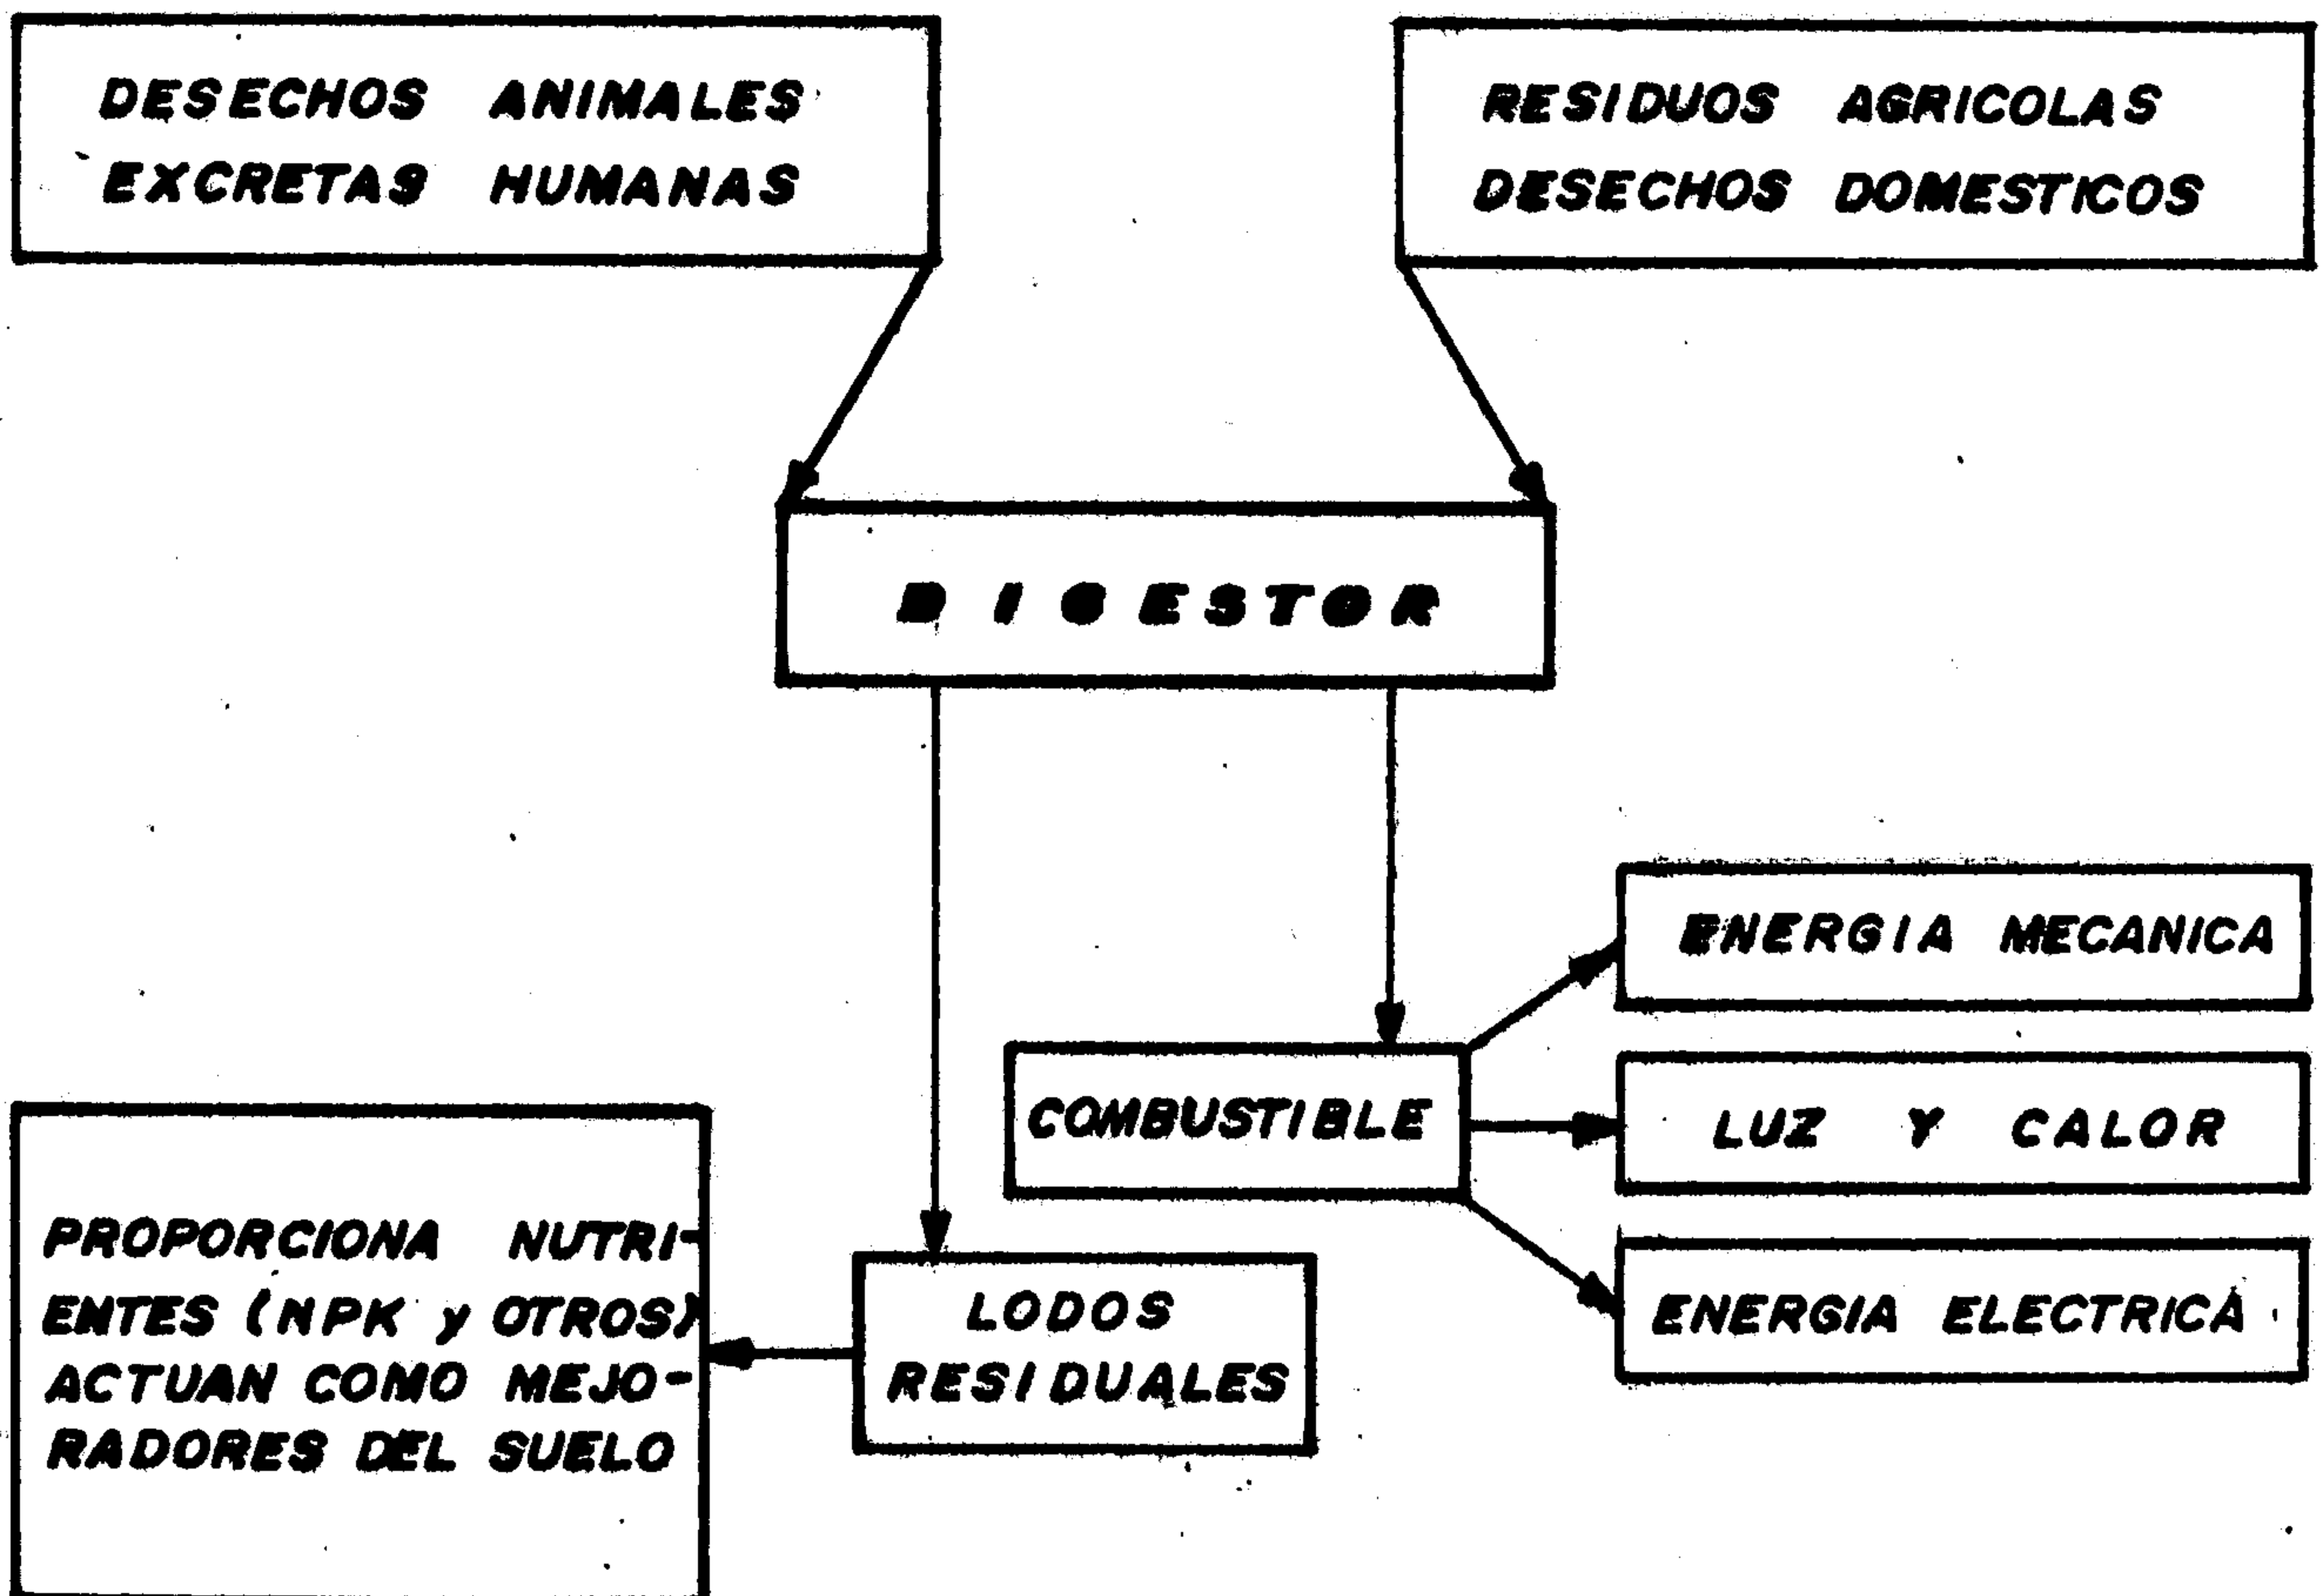 DESECHOS ANIMALES
EXCRETAS HUMANAS
RESIDUOS AGRICOLAS
DESECHOS DOMESTICOS
DIGESTOR
ENERGIA MECANICA
COMBUSTIBLE
LUZ Y CALOR
ENERGIA ELECTRICA
LODOS
RESIDUALES
PROPORCIONA NUTRI-
ENTES (NPK y OTROS)
ACTUAN COMO MEJO-
RADORES DEL SUELO